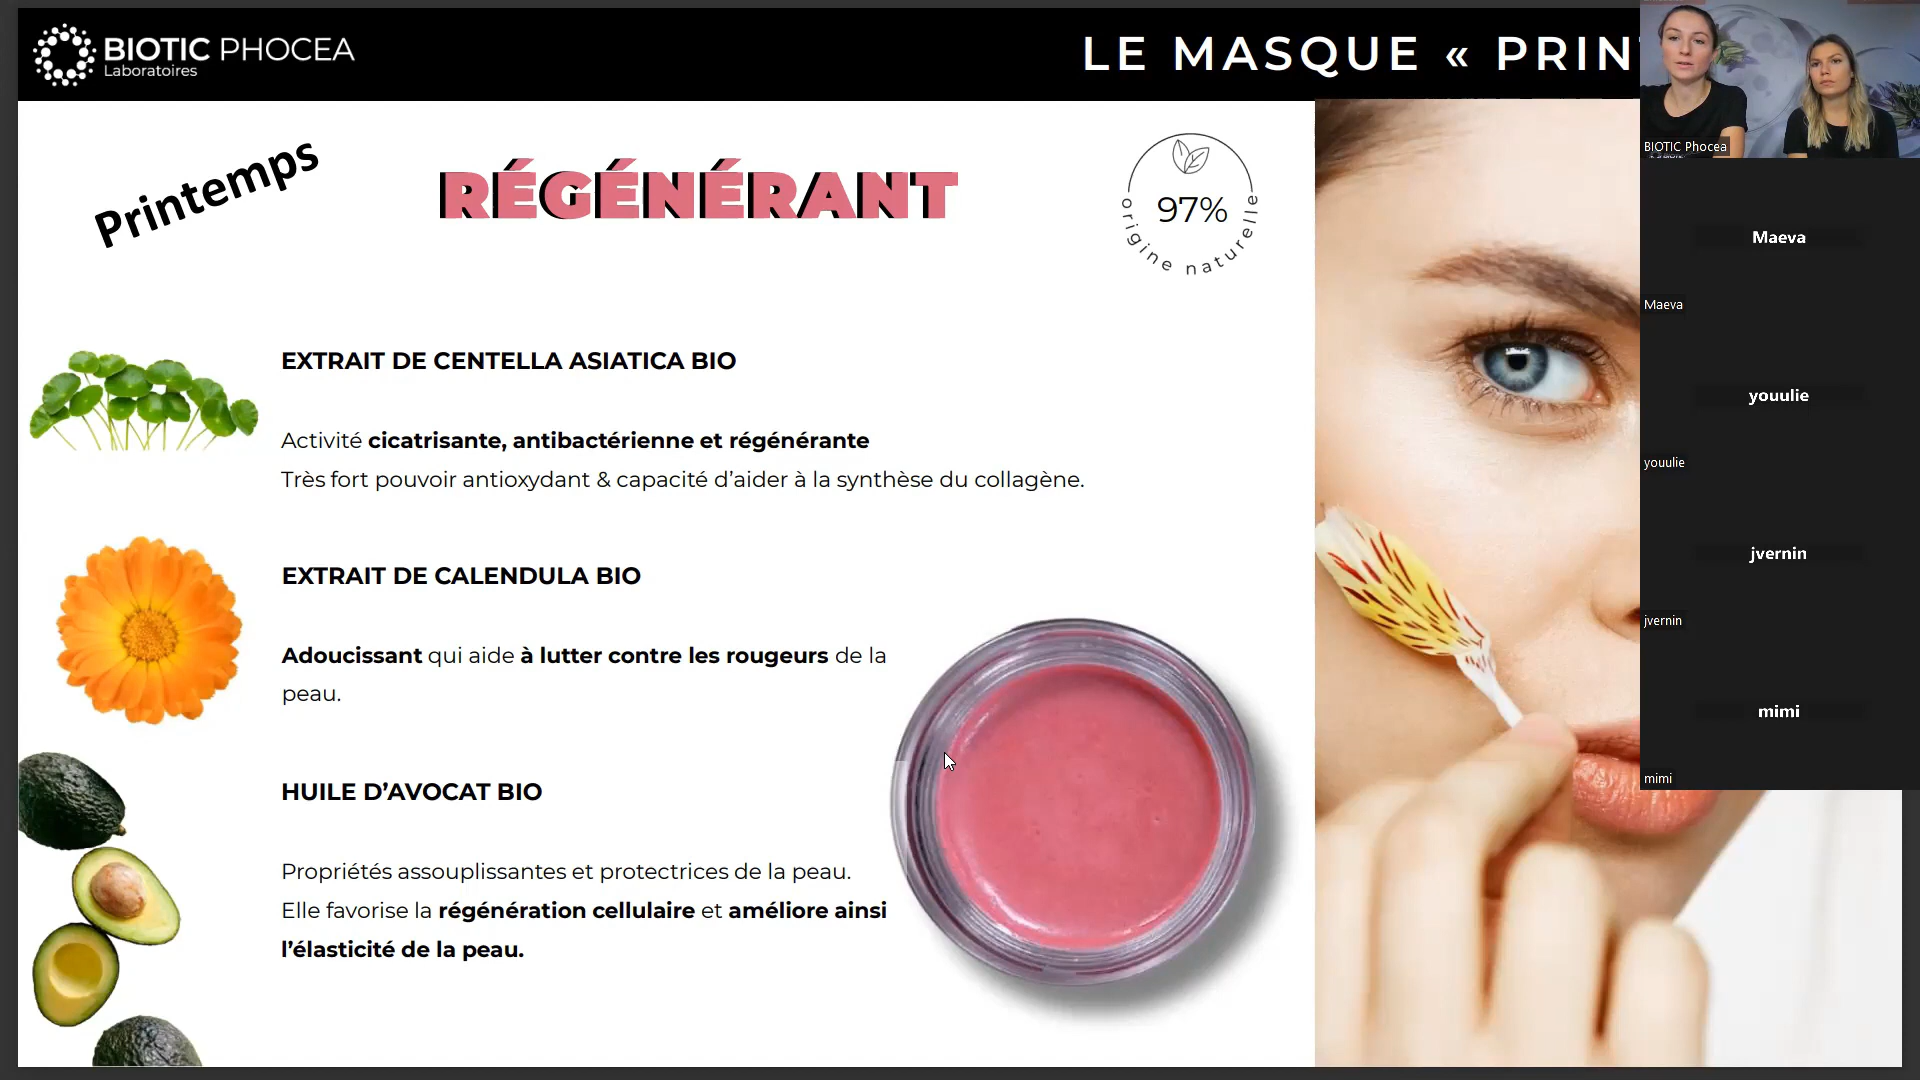 BIOTIC PHOCEA
Laboratoires
LE MASQUE « PRIN
Printemps
RÉGÉNÉRANT
97%
origine naturelle
EXTRAIT DE CENTELLA ASIATICA BIO
Activité cicatrisante, antibactérienne et régénérante
Très fort pouvoir antioxydant & capacité d’aider à la synthèse du collagène.
EXTRAIT DE CALENDULA BIO
Adoucissant qui aide à lutter contre les rougeurs de la
peau.
HUILE D’AVOCAT BIO
Propriétés assouplissantes et protectrices de la peau.
Elle favorise la régénération cellulaire et améliore ainsi
l’élasticité de la peau.
BIOTIC Phocea
Maeva
Maeva
youulie
youulie
jvernin
jvernin
mimi
mimi